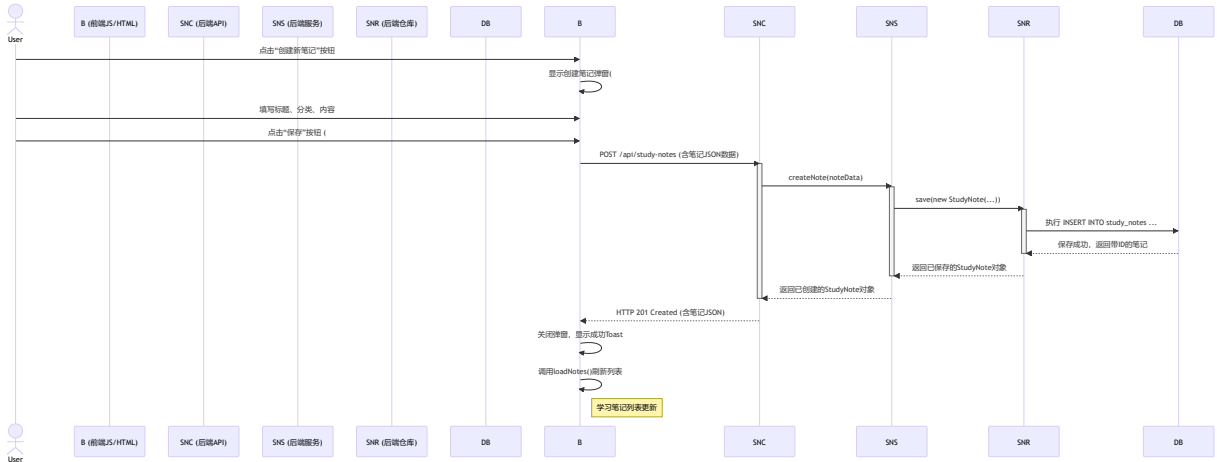 User
B (前端JS/HTML)
SNC (后端API)
SNS (后端服务)
SNR (后端仓库)
DB
B
SNC
SNS
SNR
DB
点击“创建新笔记”按钮
显示创建笔记弹窗(
填写标题、分类、内容
点击“保存”按钮 (
POST /api/study-notes (含笔记JSON数据)
createNote(noteData)
save(new StudyNote(...))
执行 INSERT INTO study_notes ...
保存成功，返回带ID的笔记
返回已保存的StudyNote对象
返回已创建的StudyNote对象
HTTP 201 Created (含笔记JSON)
关闭弹窗，显示成功Toast
调用loadNotes()刷新列表
学习笔记列表更新
User
B (前端JS/HTML)
SNC (后端API)
SNS (后端服务)
SNR (后端仓库)
DB
B
SNC
SNS
SNR
DB